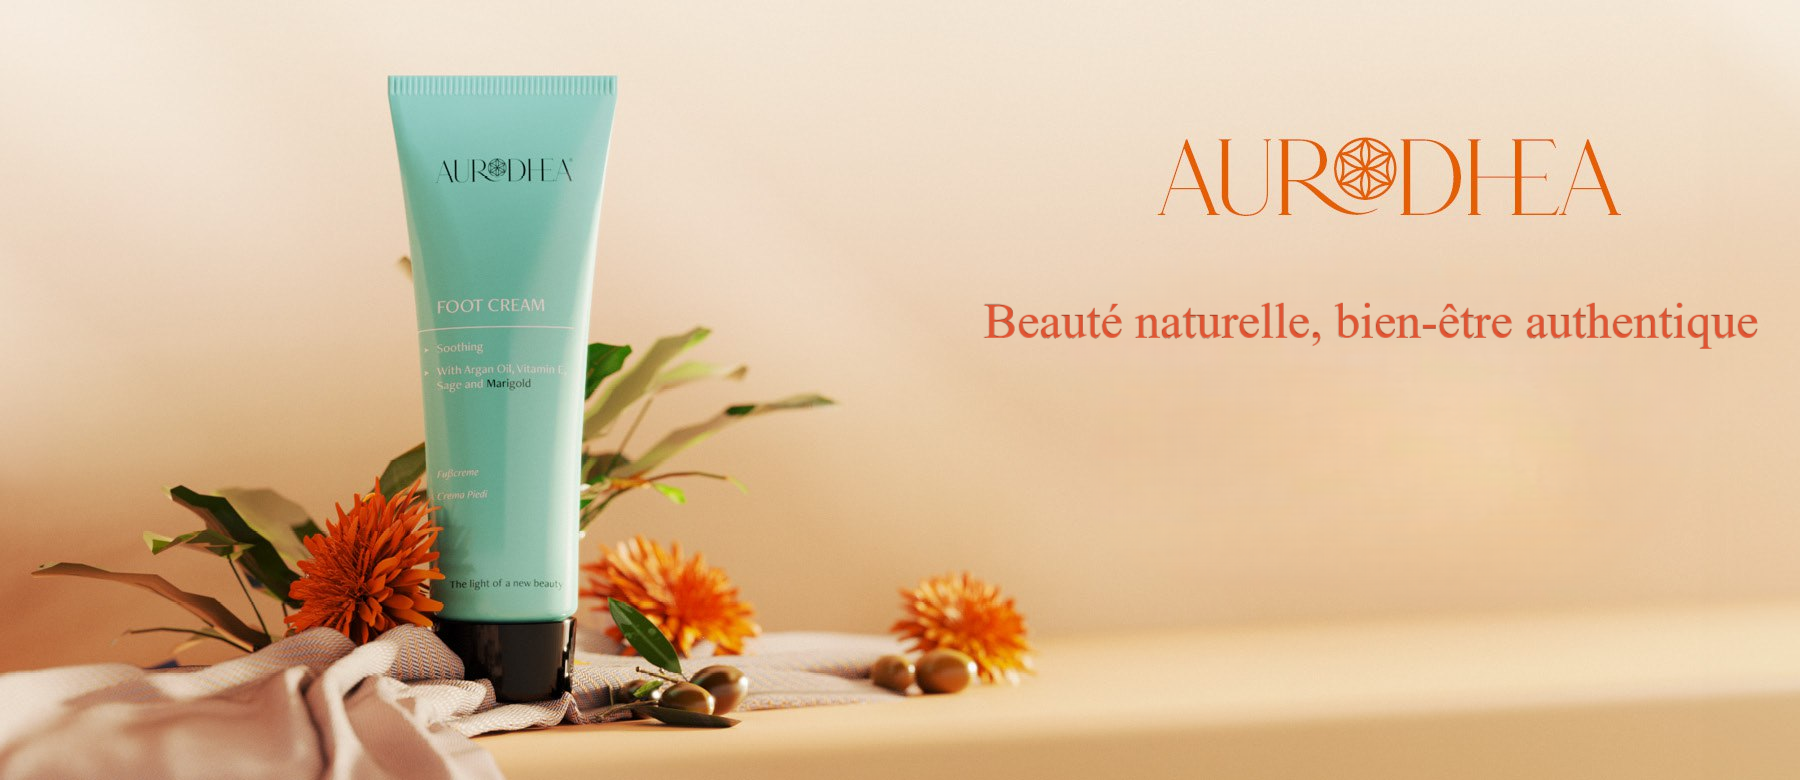 AURODHEA®
FOOT CREAM
Soothing
With Argan Oil, Vitamin E,
Sage and Marigold
Fußcreme
Crema Piedi
The light of a new beauty
AURODHEA
Beauté naturelle, bien-être authentique